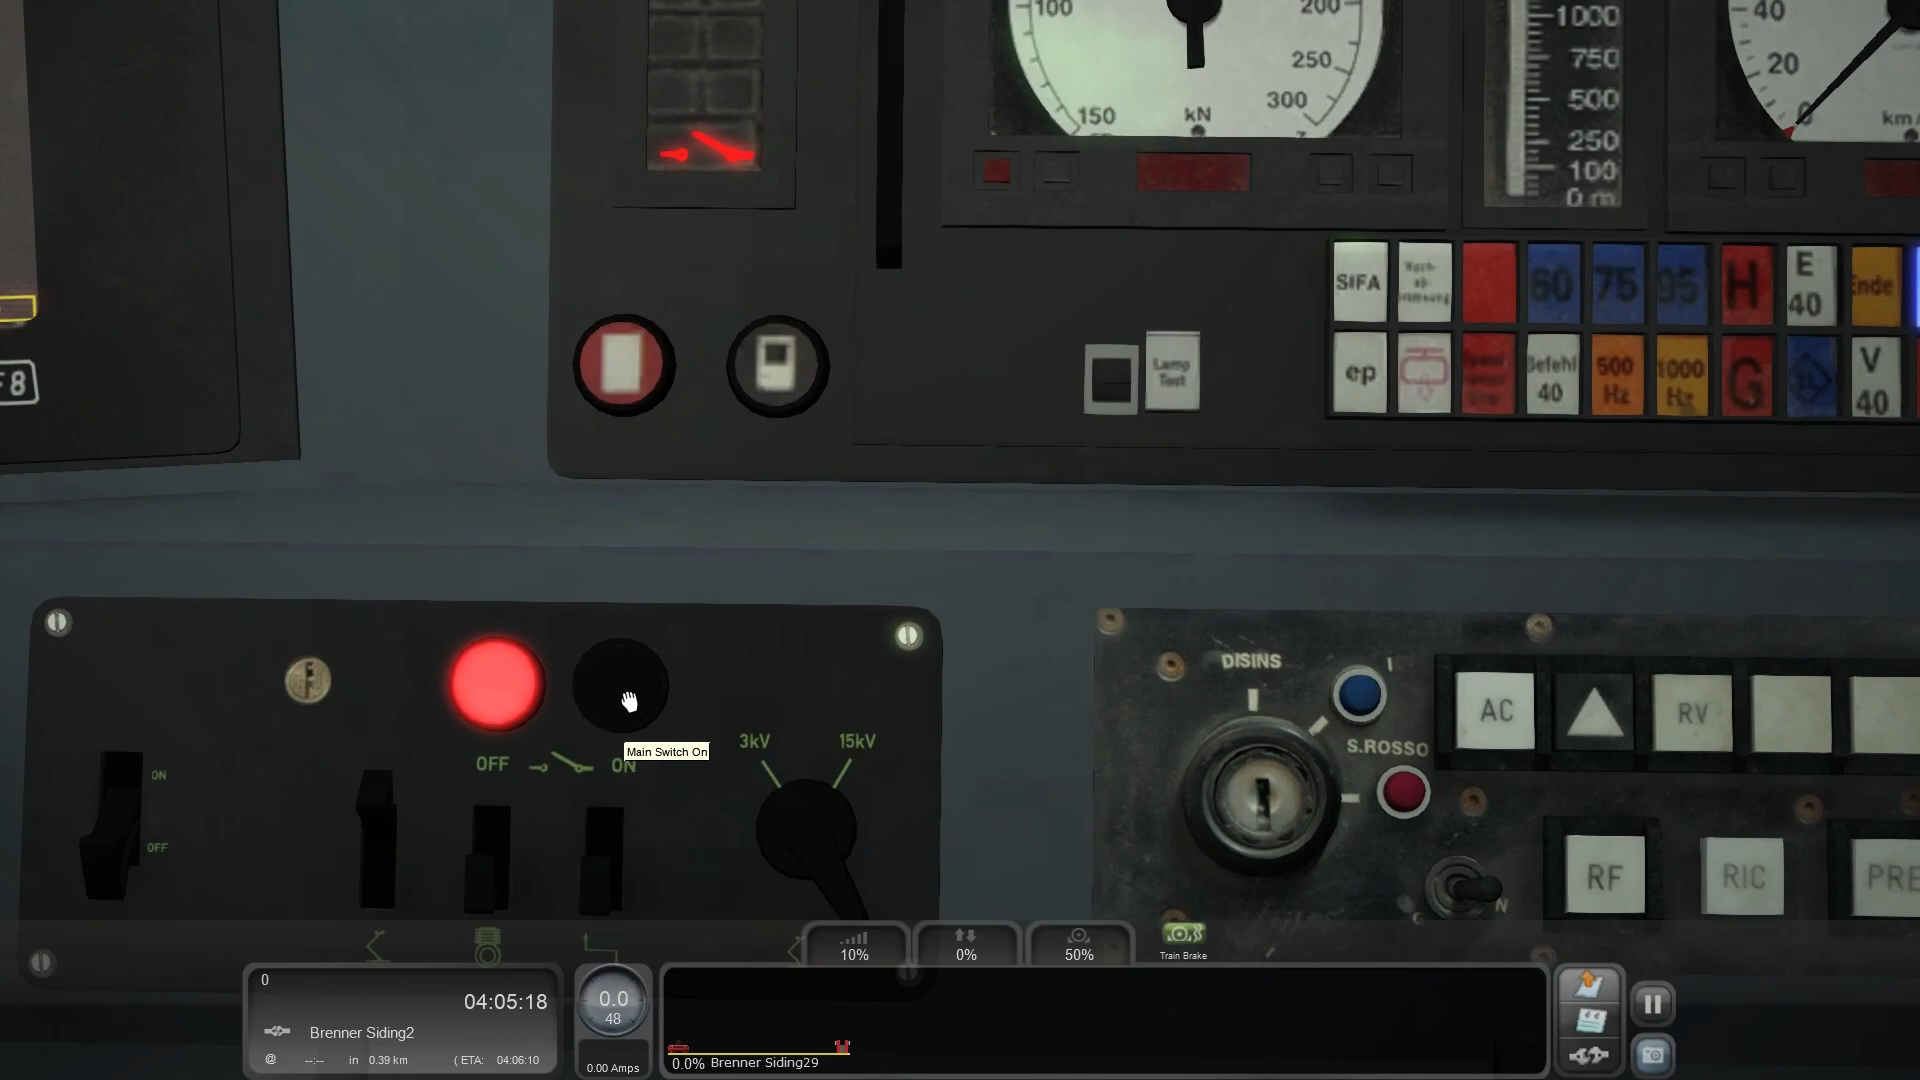 100
200
250
300
150
kN
1000
750
500
250
100
0 m
40
20
0
km/
F8
SIFA
60
75
95
H
E
40
Ende
Lamp
Test
ep
Befehl
40
500
Hz
1000
Hz
G
V
40
ON
OFF
OFF
ON
Main Switch On
3kV
15kV
DISINS
I
S.ROSSO
N
AC
RV
RF
RIC
PRE
10%
0%
50%
Train Brake
0
04:05:18
Brenner Siding2
@ --:-- in 0.39 km ( ETA: 04:06:10
0.0
48
0.00 Amps
0.0% Brenner Siding29